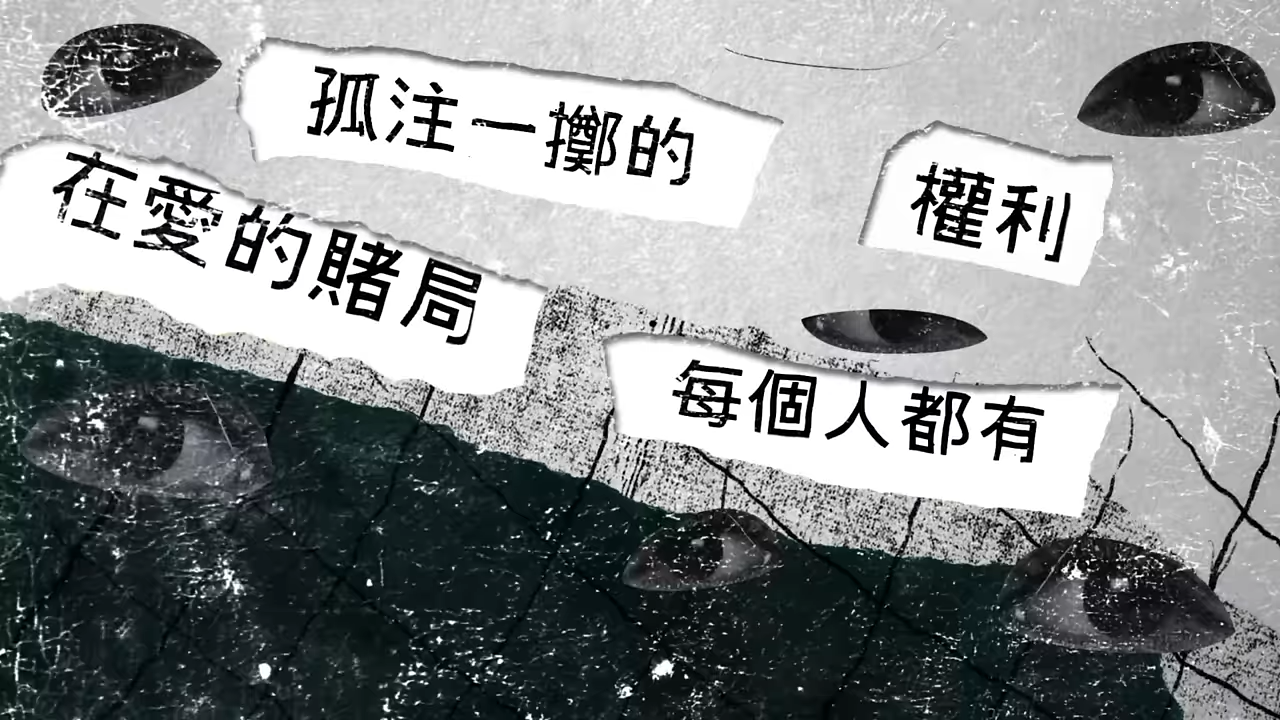 在愛的賭局
每個人都有
孤注一擲的
權利